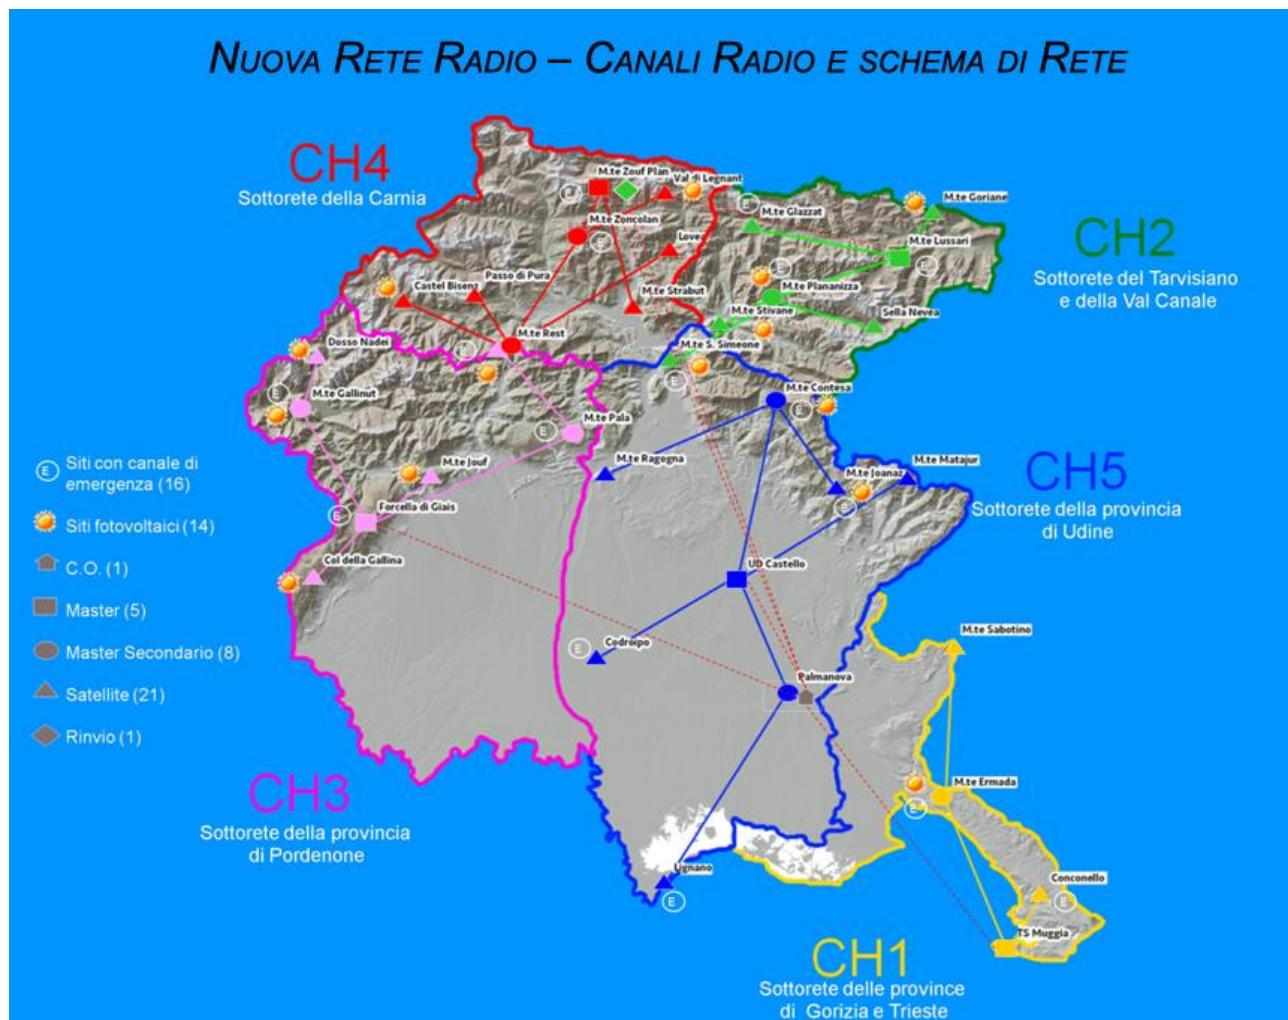 NUOVA RETE RADIO – CANALI RADIO E SCHEMA DI RETE
CH4
Sottorete della Carnia
M.te Zouf Plan
Val di Legnant
M.te Zoncolan
Love
Passo di Pura
Castel Bisent
M.te Strabut
M.te Rest
M.te Glazzat
M.te Goriane
M.te Lussari
M.te Plananizza
M.te Stivane
Sella Nevea
M.te S. Simeone
CH2
Sottorete del Tarvisiano
e della Val Canale
Dosso Nadei
M.te Gallinut
M.te Pala
M.te Jouf
Forcella di Giais
Col della Gallina
M.te Contesa
M.te Ragogna
M.te Joanaz
M.te Matajur
UD Castello
Codroipo
Palmanova
Lignano
CH5
Sottorete della provincia
di Udine
E
Siti con canale di
emergenza (16)
Siti fotovoltaici (14)
C.O. (1)
Master (5)
Master Secondario (8)
Satellite (21)
Rinvio (1)
CH3
Sottorete della provincia
di Pordenone
M.te Sabotino
M.te Ermada
Conconello
TS Muggia
CH1
Sottorete delle province
di Gorizia e Trieste